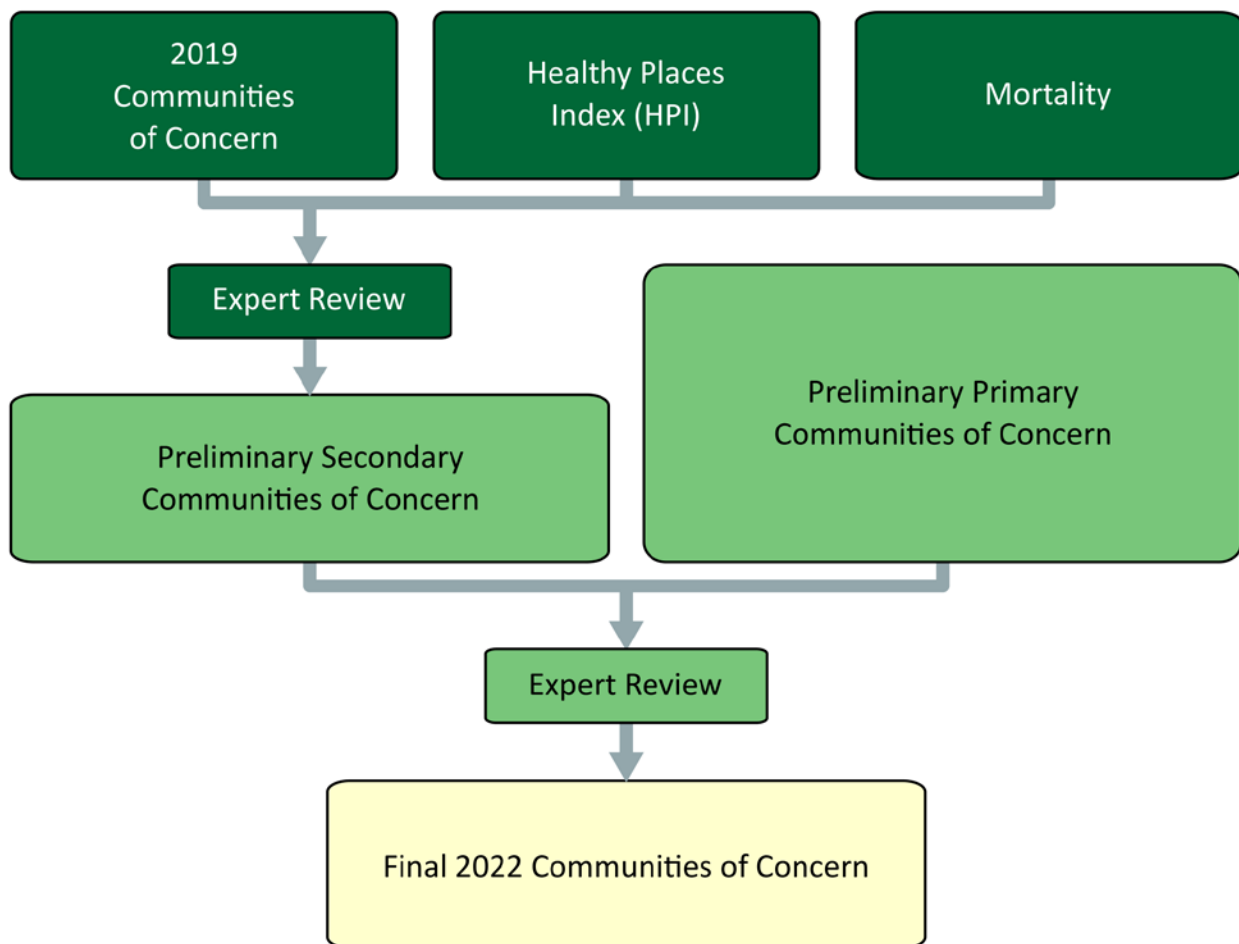 2019
Communities
of Concern
Healthy Places
Index (HPI)
Mortality
Expert Review
Preliminary Primary
Communities of Concern
Preliminary Secondary
Communities of Concern
Expert Review
Final 2022 Communities of Concern